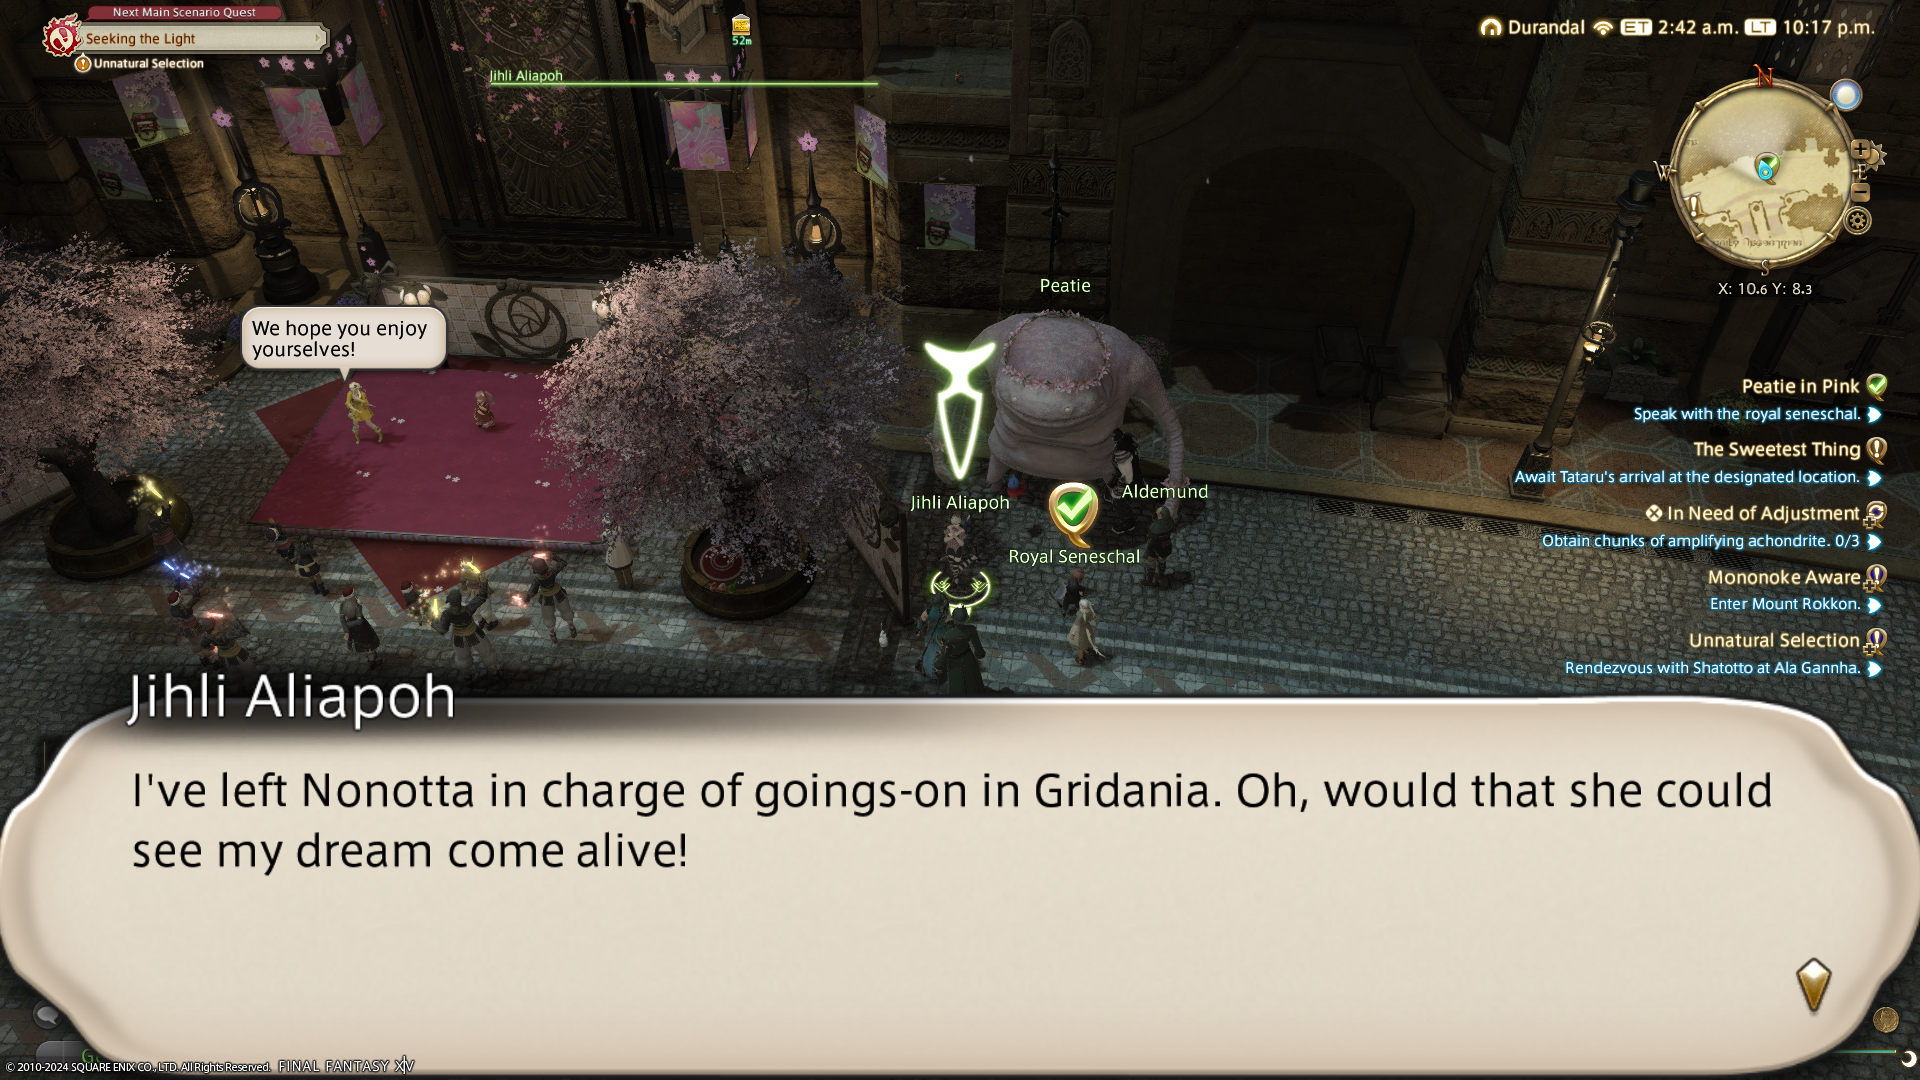 Next Main Scenario Quest
Seeking the Light
Unnatural Selection
52m
Jihli Aliapoh
Durandal ET 2:42 a.m. LT 10:17 p.m.
N
W
E
S
X: 10.6 Y: 8.3
Peatie
We hope you enjoy
yourselves!
Peatie in Pink
Speak with the royal seneschal.
The Sweetest Thing
Await Tataru's arrival at the designated location.
In Need of Adjustment
Obtain chunks of amplifying achondrite. 0/3
Mononoke Aware
Enter Mount Rokkon.
Unnatural Selection
Rendezvous with Shatotto at Ala Gannha.
Jihli Aliapoh
Aldemund
Royal Seneschal
Jihli Aliapoh
I've left Nonotta in charge of goings-on in Gridania. Oh, would that she could
see my dream come alive!
© 2010-2024 SQUARE ENIX CO., LTD. All Rights Reserved. FINAL FANTASY XIV